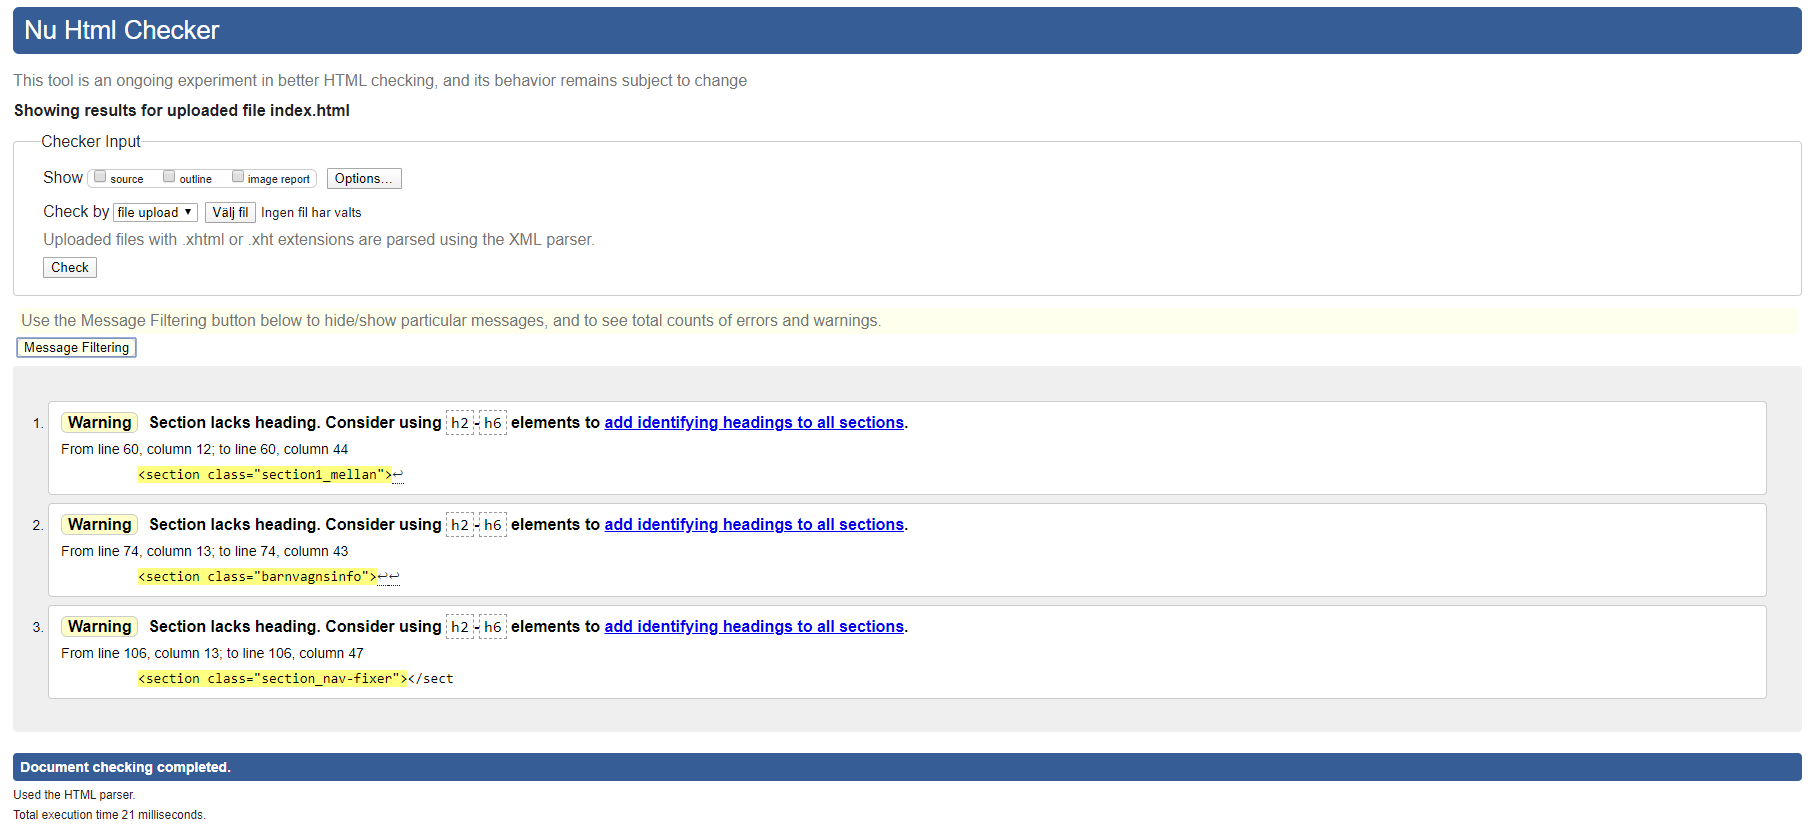 Nu Html Checker
This tool is an ongoing experiment in better HTML checking, and its behavior remains subject to change
Showing results for uploaded file index.html
Checker Input
Show source outline image report Options...
Check by file upload ▼ Välj fil Ingen fil har valts
Uploaded files with .xhtml or .xht extensions are parsed using the XML parser.
Check
Use the Message Filtering button below to hide/show particular messages, and to see total counts of errors and warnings.
Message Filtering
1. Warning Section lacks heading. Consider using h2-h6 elements to add identifying headings to all sections.
From line 60, column 12; to line 60, column 44
<section class="section1_mellan">↩
2. Warning Section lacks heading. Consider using h2-h6 elements to add identifying headings to all sections.
From line 74, column 13; to line 74, column 43
<section class="barnvagnsinfo">↩↩
3. Warning Section lacks heading. Consider using h2-h6 elements to add identifying headings to all sections.
From line 106, column 13; to line 106, column 47
<section class="section_nav-fixer"></sect
Document checking completed.
Used the HTML parser.
Total execution time 21 milliseconds.